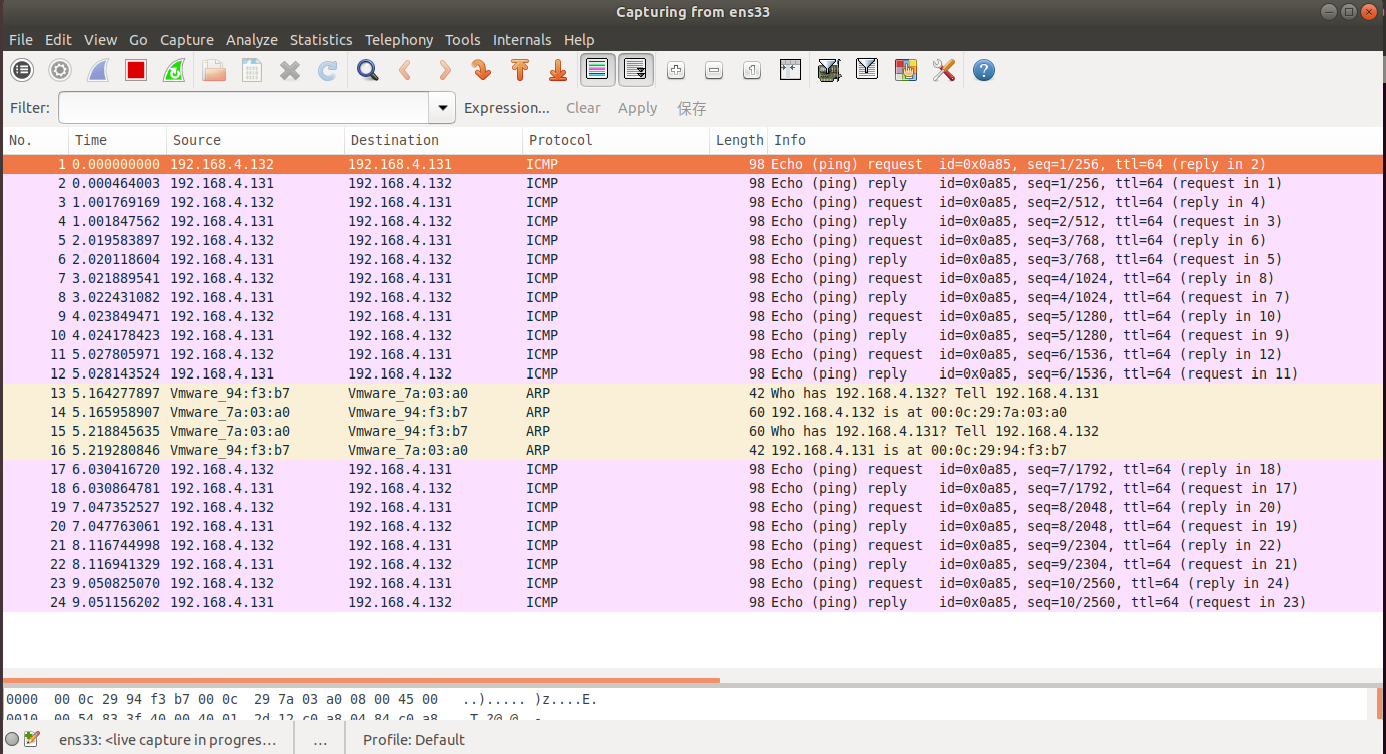 Capturing from ens33
File Edit View Go Capture Analyze Statistics Telephony Tools Internals Help
Filter: Expression... Clear Apply 保存
No. Time Source Destination Protocol Length Info
1 0.000000000 192.168.4.132 192.168.4.131 ICMP 98 Echo (ping) request id=0x0a85, seq=1/256, ttl=64 (reply in 2)
2 0.000464003 192.168.4.131 192.168.4.132 ICMP 98 Echo (ping) reply id=0x0a85, seq=1/256, ttl=64 (request in 1)
3 1.001769169 192.168.4.132 192.168.4.131 ICMP 98 Echo (ping) request id=0x0a85, seq=2/512, ttl=64 (reply in 4)
4 1.001847562 192.168.4.131 192.168.4.132 ICMP 98 Echo (ping) reply id=0x0a85, seq=2/512, ttl=64 (request in 3)
5 2.019583897 192.168.4.132 192.168.4.131 ICMP 98 Echo (ping) request id=0x0a85, seq=3/768, ttl=64 (reply in 6)
6 2.020118604 192.168.4.131 192.168.4.132 ICMP 98 Echo (ping) reply id=0x0a85, seq=3/768, ttl=64 (request in 5)
7 3.021889541 192.168.4.132 192.168.4.131 ICMP 98 Echo (ping) request id=0x0a85, seq=4/1024, ttl=64 (reply in 8)
8 3.022431082 192.168.4.131 192.168.4.132 ICMP 98 Echo (ping) reply id=0x0a85, seq=4/1024, ttl=64 (request in 7)
9 4.023849471 192.168.4.132 192.168.4.131 ICMP 98 Echo (ping) request id=0x0a85, seq=5/1280, ttl=64 (reply in 10)
10 4.024178423 192.168.4.131 192.168.4.132 ICMP 98 Echo (ping) reply id=0x0a85, seq=5/1280, ttl=64 (request in 9)
11 5.027805971 192.168.4.132 192.168.4.131 ICMP 98 Echo (ping) request id=0x0a85, seq=6/1536, ttl=64 (reply in 12)
12 5.028143524 192.168.4.131 192.168.4.132 ICMP 98 Echo (ping) reply id=0x0a85, seq=6/1536, ttl=64 (request in 11)
13 5.164277897 Vmware_94:f3:b7 Vmware_7a:03:a0 ARP 42 Who has 192.168.4.132? Tell 192.168.4.131
14 5.165958907 Vmware_7a:03:a0 Vmware_94:f3:b7 ARP 60 192.168.4.132 is at 00:0c:29:7a:03:a0
15 5.218845635 Vmware_7a:03:a0 Vmware_94:f3:b7 ARP 60 Who has 192.168.4.131? Tell 192.168.4.132
16 5.219280846 Vmware_94:f3:b7 Vmware_7a:03:a0 ARP 42 192.168.4.131 is at 00:0c:29:94:f3:b7
17 6.030416720 192.168.4.132 192.168.4.131 ICMP 98 Echo (ping) request id=0x0a85, seq=7/1792, ttl=64 (reply in 18)
18 6.030864781 192.168.4.131 192.168.4.132 ICMP 98 Echo (ping) reply id=0x0a85, seq=7/1792, ttl=64 (request in 17)
19 7.047352527 192.168.4.132 192.168.4.131 ICMP 98 Echo (ping) request id=0x0a85, seq=8/2048, ttl=64 (reply in 20)
20 7.047763061 192.168.4.131 192.168.4.132 ICMP 98 Echo (ping) reply id=0x0a85, seq=8/2048, ttl=64 (request in 19)
21 8.116744998 192.168.4.132 192.168.4.131 ICMP 98 Echo (ping) request id=0x0a85, seq=9/2304, ttl=64 (reply in 22)
22 8.116941329 192.168.4.131 192.168.4.132 ICMP 98 Echo (ping) reply id=0x0a85, seq=9/2304, ttl=64 (request in 21)
23 9.050825070 192.168.4.132 192.168.4.131 ICMP 98 Echo (ping) request id=0x0a85, seq=10/2560, ttl=64 (reply in 24)
24 9.051156202 192.168.4.131 192.168.4.132 ICMP 98 Echo (ping) reply id=0x0a85, seq=10/2560, ttl=64 (request in 23)
0000 00 0c 29 94 f3 b7 00 0c 29 7a 03 a0 08 00 45 00 ..)..... )z....E.
0010 00 54 83 3f 40 00 40 01 2d 12 c0 a8 04 84 c0 a8 .T.?@.@. -.
ens33: <live capture in progres… ... Profile: Default